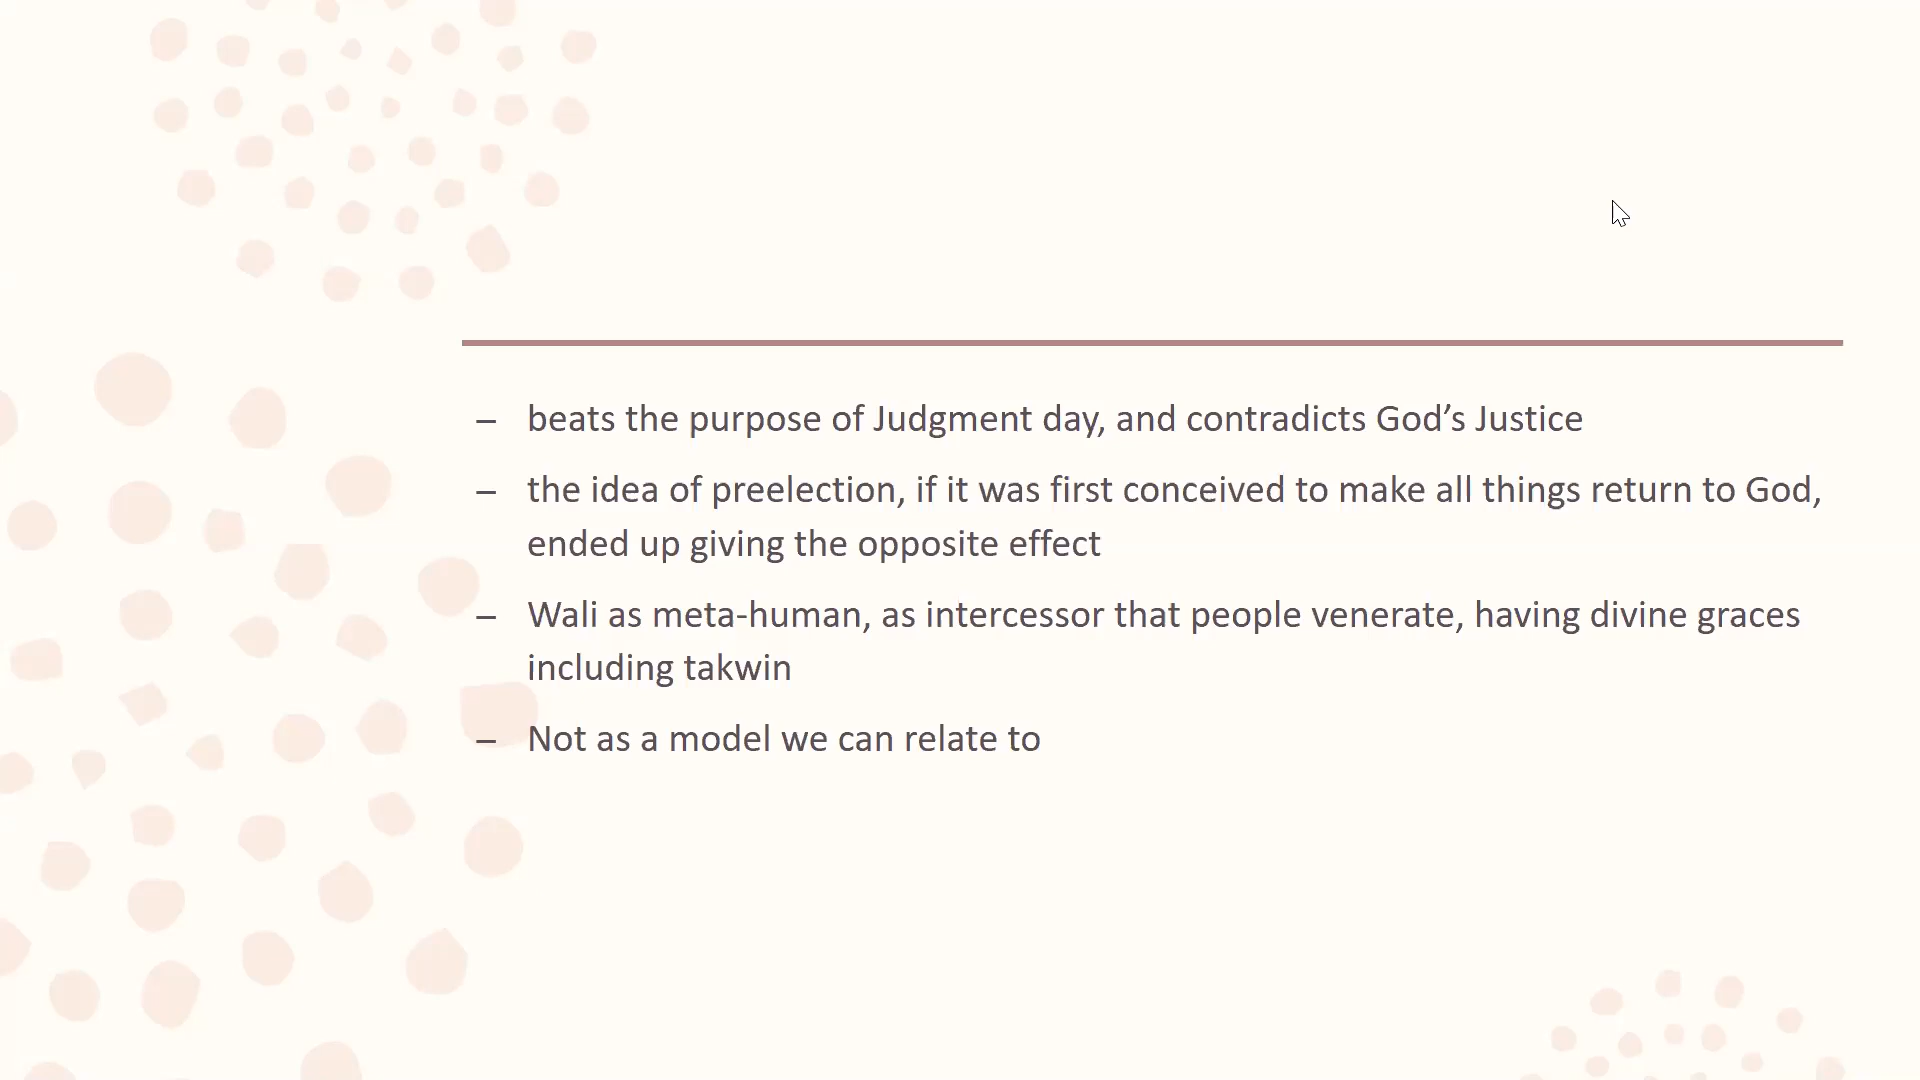 – beats the purpose of Judgment day, and contradicts God’s Justice
– the idea of preelection, if it was first conceived to make all things return to God,
ended up giving the opposite effect
– Wali as meta-human, as intercessor that people venerate, having divine graces
including takwin
– Not as a model we can relate to